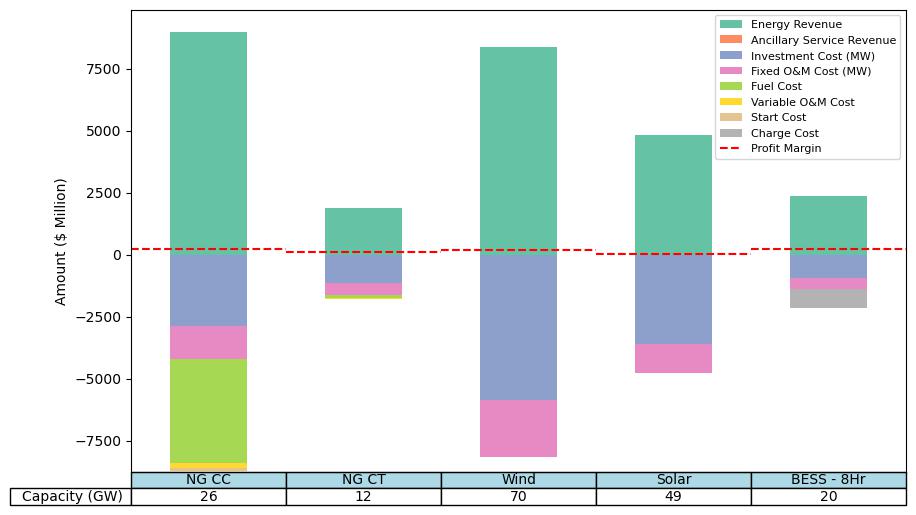 Energy Revenue
Ancillary Service Revenue
Investment Cost (MW)
Fixed O&M Cost (MW)
Fuel Cost
Variable O&M Cost
Start Cost
Charge Cost
Profit Margin
Amount ($ Million)
7500
5000
2500
0
−2500
−5000
−7500
NG CC NG CT Wind Solar BESS - 8Hr
Capacity (GW) 26 12 70 49 20